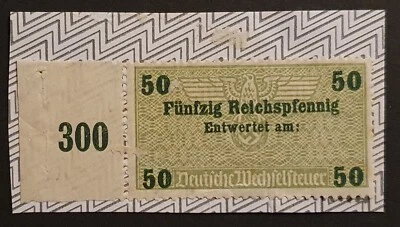 50 50
Fünfzig Reichspfennig
Entwertet am:
300
50 Deutsche Wechselsteuer 50